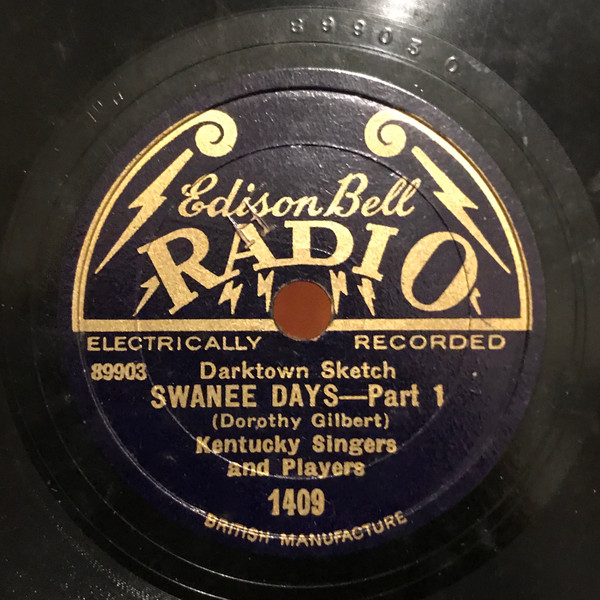 89903 0
Edison Bell
RADIO
ELECTRICALLY RECORDED
89903 Darktown Sketch
SWANEE DAYS—Part 1
(Dorothy Gilbert)
Kentucky Singers
and Players
1409
BRITISH MANUFACTURE